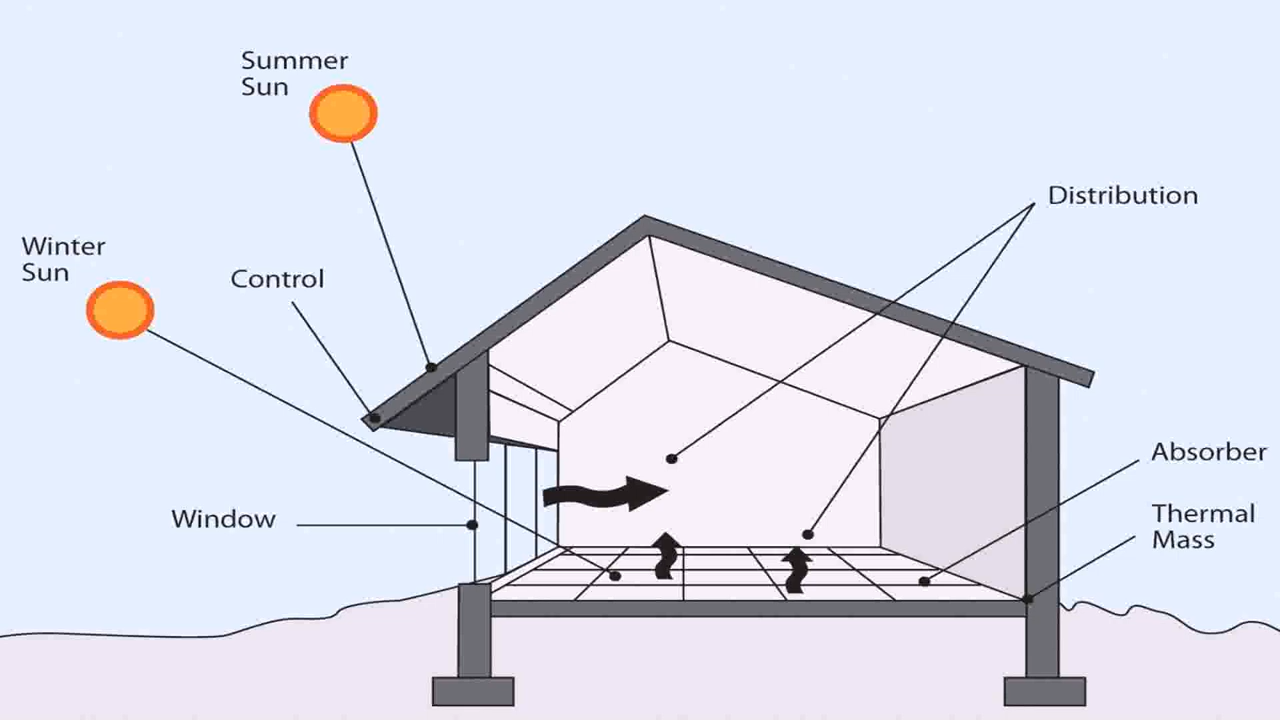 Summer
Sun
Distribution
Winter
Sun
Control
Absorber
Window
Thermal
Mass